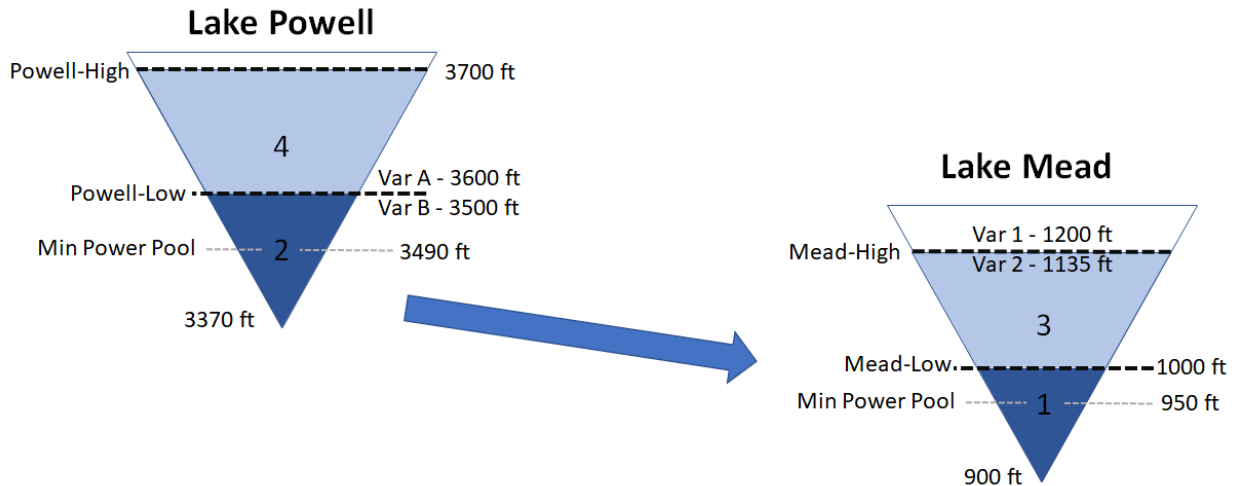 Lake Powell
Powell-High
3700 ft
4
Powell-Low
Var A - 3600 ft
Var B - 3500 ft
Min Power Pool
2
3490 ft
3370 ft
Lake Mead
Mead-High
Var 1 - 1200 ft
Var 2 - 1135 ft
3
Mead-Low
1000 ft
Min Power Pool
1
950 ft
900 ft